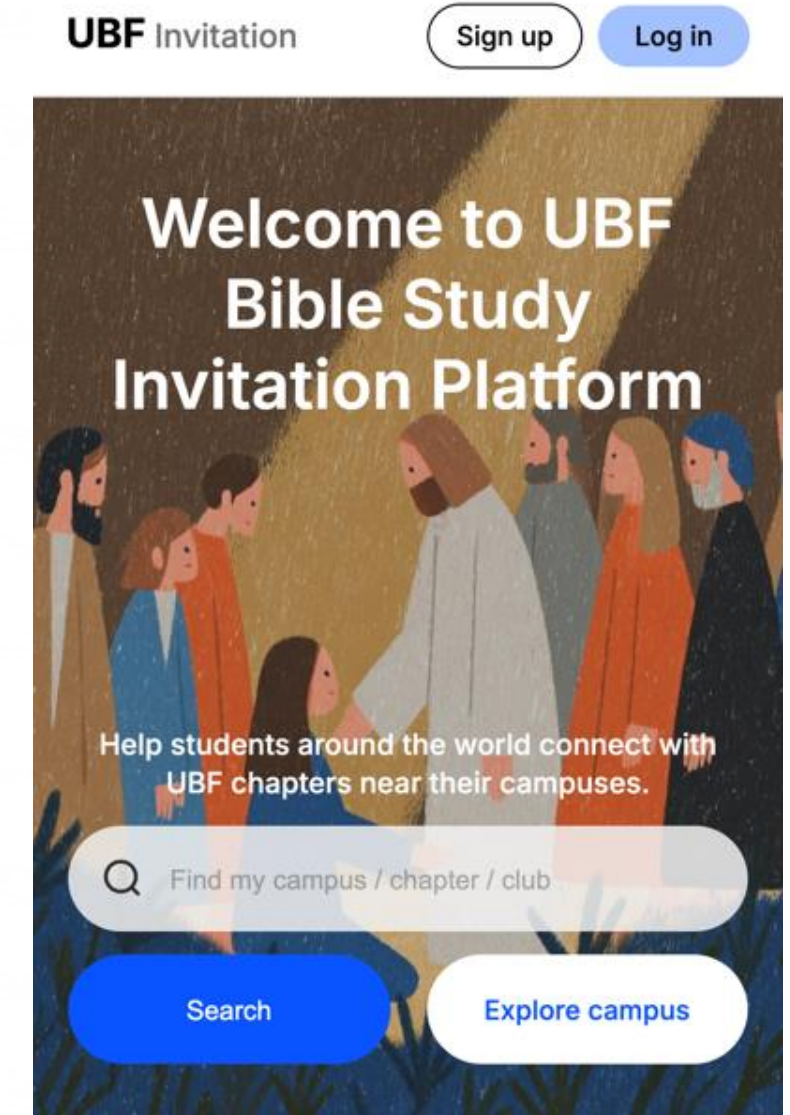 UBF Invitation
Sign up
Log in
Welcome to UBF
Bible Study
Invitation Platform
Help students around the world connect with
UBF chapters near their campuses.
Find my campus / chapter / club
Search
Explore campus